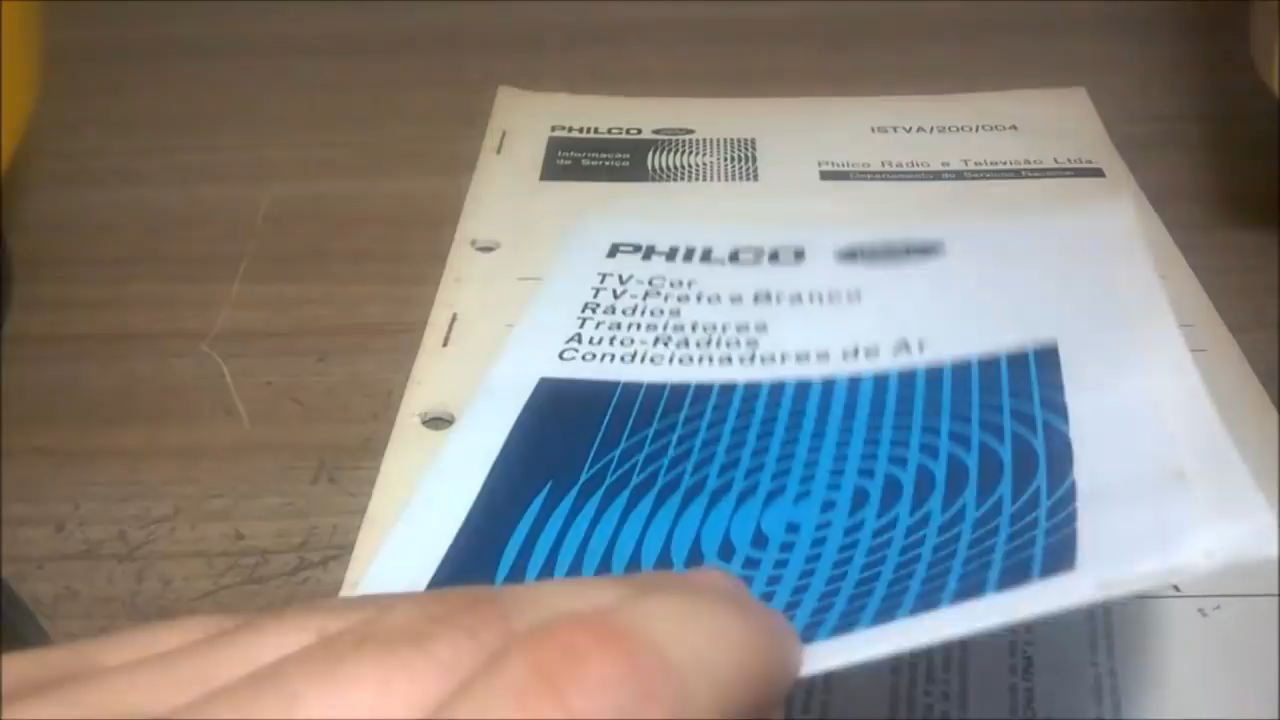 PHILCO
ISTVA/200/004
Informação
de Serviço
Philco Rádio e Televisão Ltda.
Departamento de Serviços Nacional
PHILCO
TV-Cor
TV-Preto e Branco
Rádios
Transistores
Auto-Rádios
Condicionadores de Ar